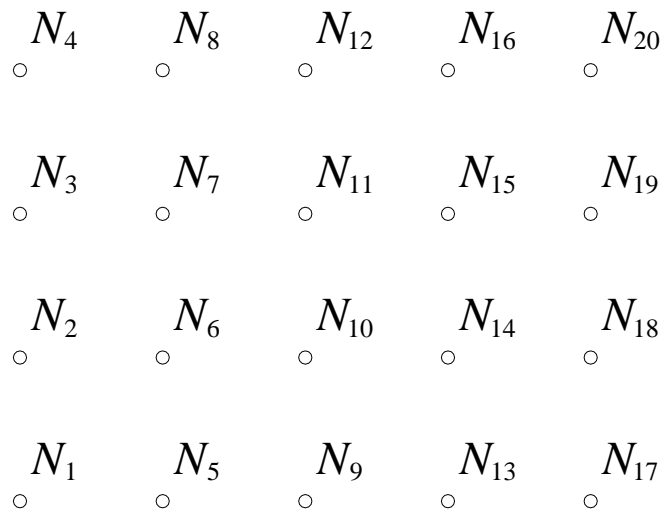 N₄ N₈ N₁₂ N₁₆ N₂₀
N₃ N₇ N₁₁ N₁₅ N₁₉
N₂ N₆ N₁₀ N₁₄ N₁₈
N₁ N₅ N₉ N₁₃ N₁₇